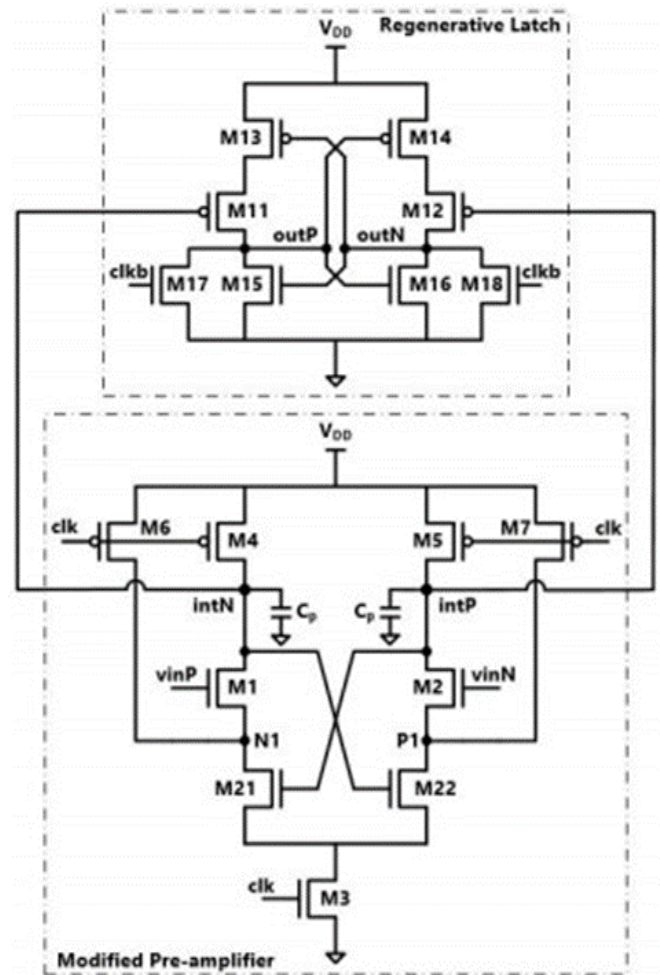 Regenerative Latch
VDD
M13
M14
M11
M12
outP
outN
clkb
M17
M15
M16
M18
clkb
VDD
clk
M6
M4
M5
M7
clk
intN
Cp
Cp
intP
vinP
M1
M2
vinN
N1
P1
M21
M22
clk
M3
Modified Pre-amplifier